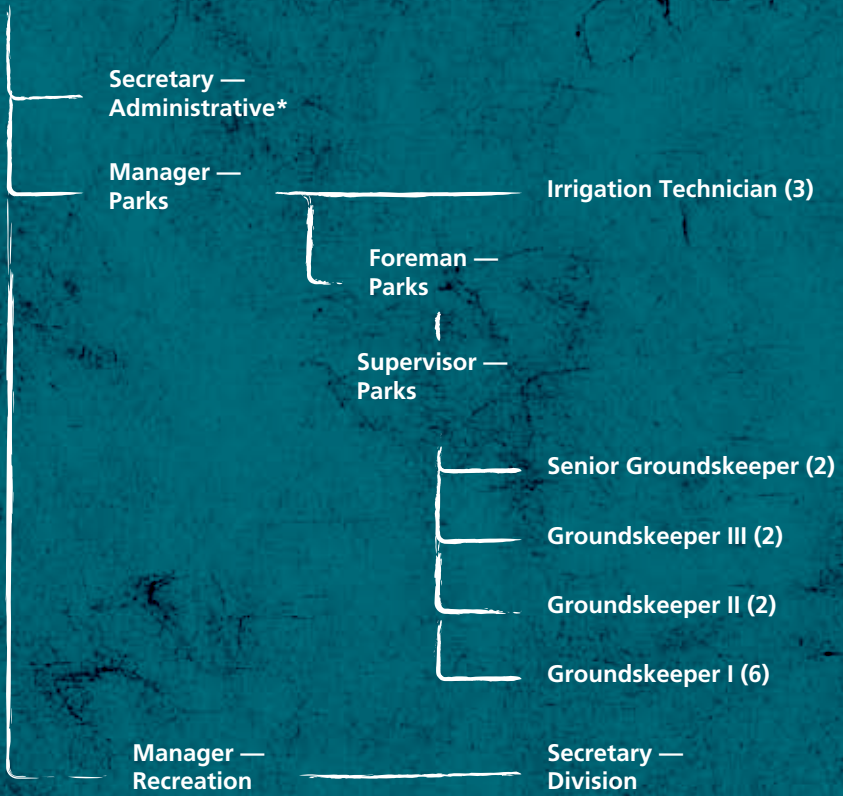 Secretary —
Administrative*
Manager —
Parks
Irrigation Technician (3)
Foreman —
Parks
Supervisor —
Parks
Senior Groundskeeper (2)
Groundskeeper III (2)
Groundskeeper II (2)
Groundskeeper I (6)
Manager —
Recreation
Secretary —
Division